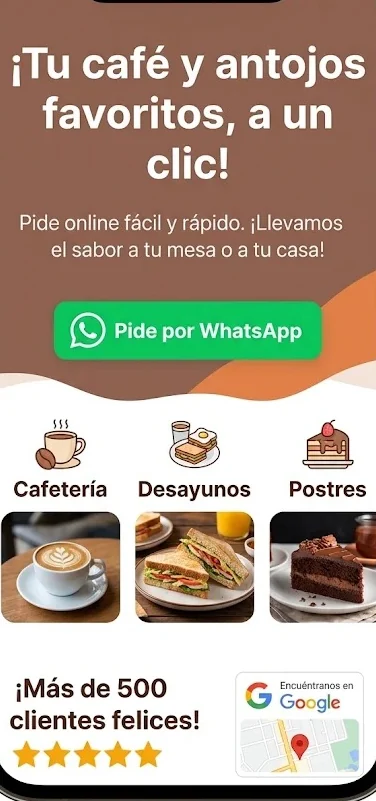 ¡Tu café y antojos
favoritos, a un
clic!
Pide online fácil y rápido. ¡Llevamos
el sabor a tu mesa o a tu casa!
Pide por WhatsApp
Cafetería
Desayunos
Postres
¡Más de 500
clientes felices!
Encuéntranos en
Google